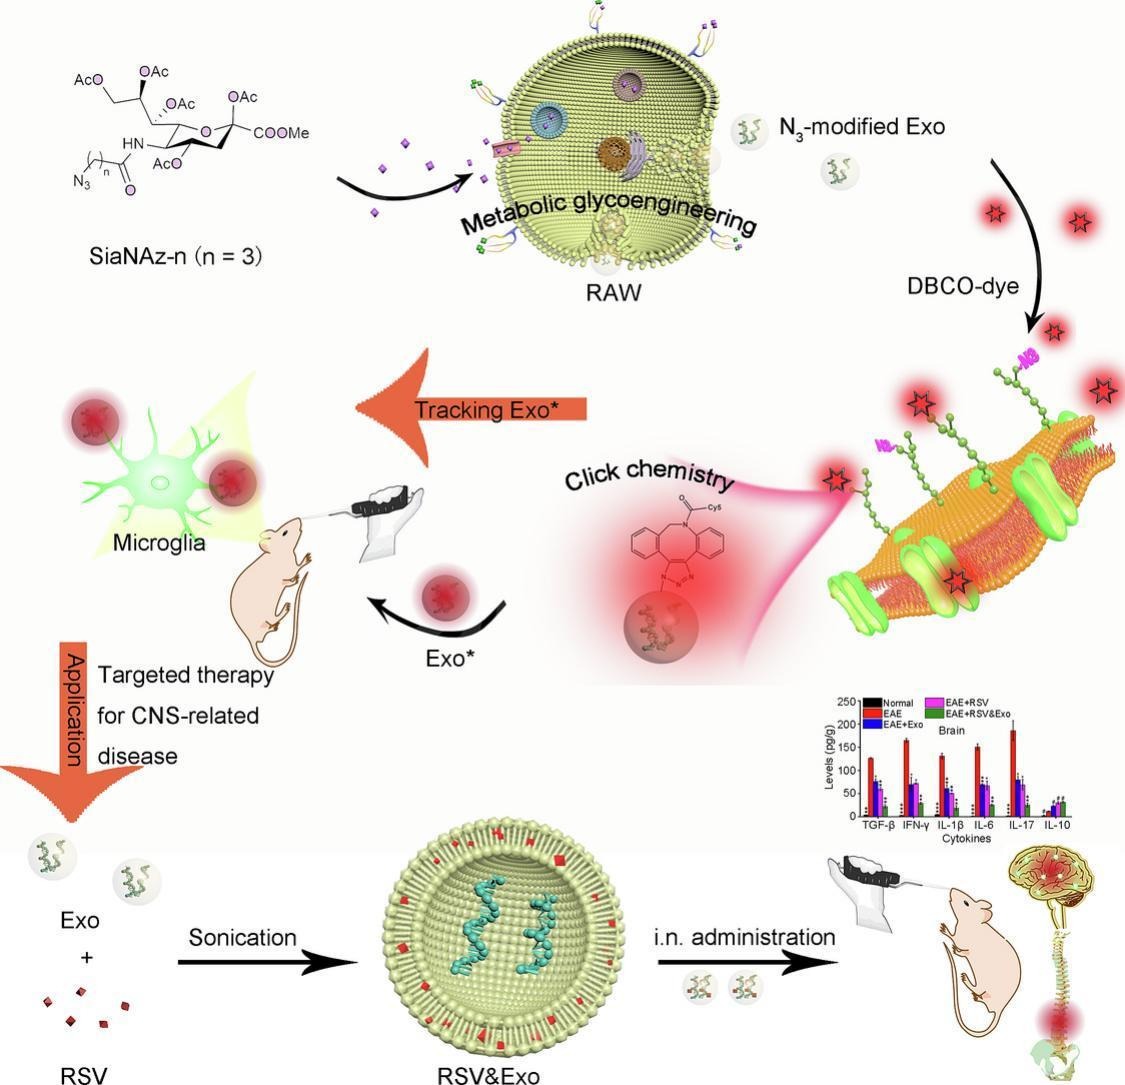 AcO
OAc
OAc
OAc
O
COOMe
HN
AcO
N3
n
O
SiaNAz-n (n = 3)
Metabolic glycoengineering
RAW
N3-modified Exo
DBCO-dye
Tracking Exo*
Click chemistry
O
Cy5
N
N
N
N
Microglia
Exo*
Application
Targeted therapy
for CNS-related
disease
Normal
EAE
EAE+Exo
EAE+RSV
EAE+RSV&Exo
Brain
Levels (pg/g)
250
200
150
100
50
0
TGF-β IFN-γ IL-1β IL-6 IL-17 IL-10
Cytokines
Exo
+
RSV
Sonication
RSV&Exo
i.n. administration